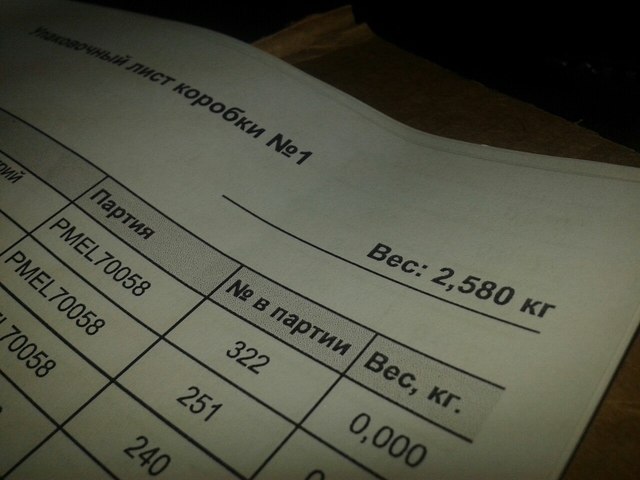 Упаковочный лист коробки №1
Вес: 2,580 кг
Партия № в партии Вес, кг.
PMEL70058 322 0,000
PMEL70058 251
70058 240